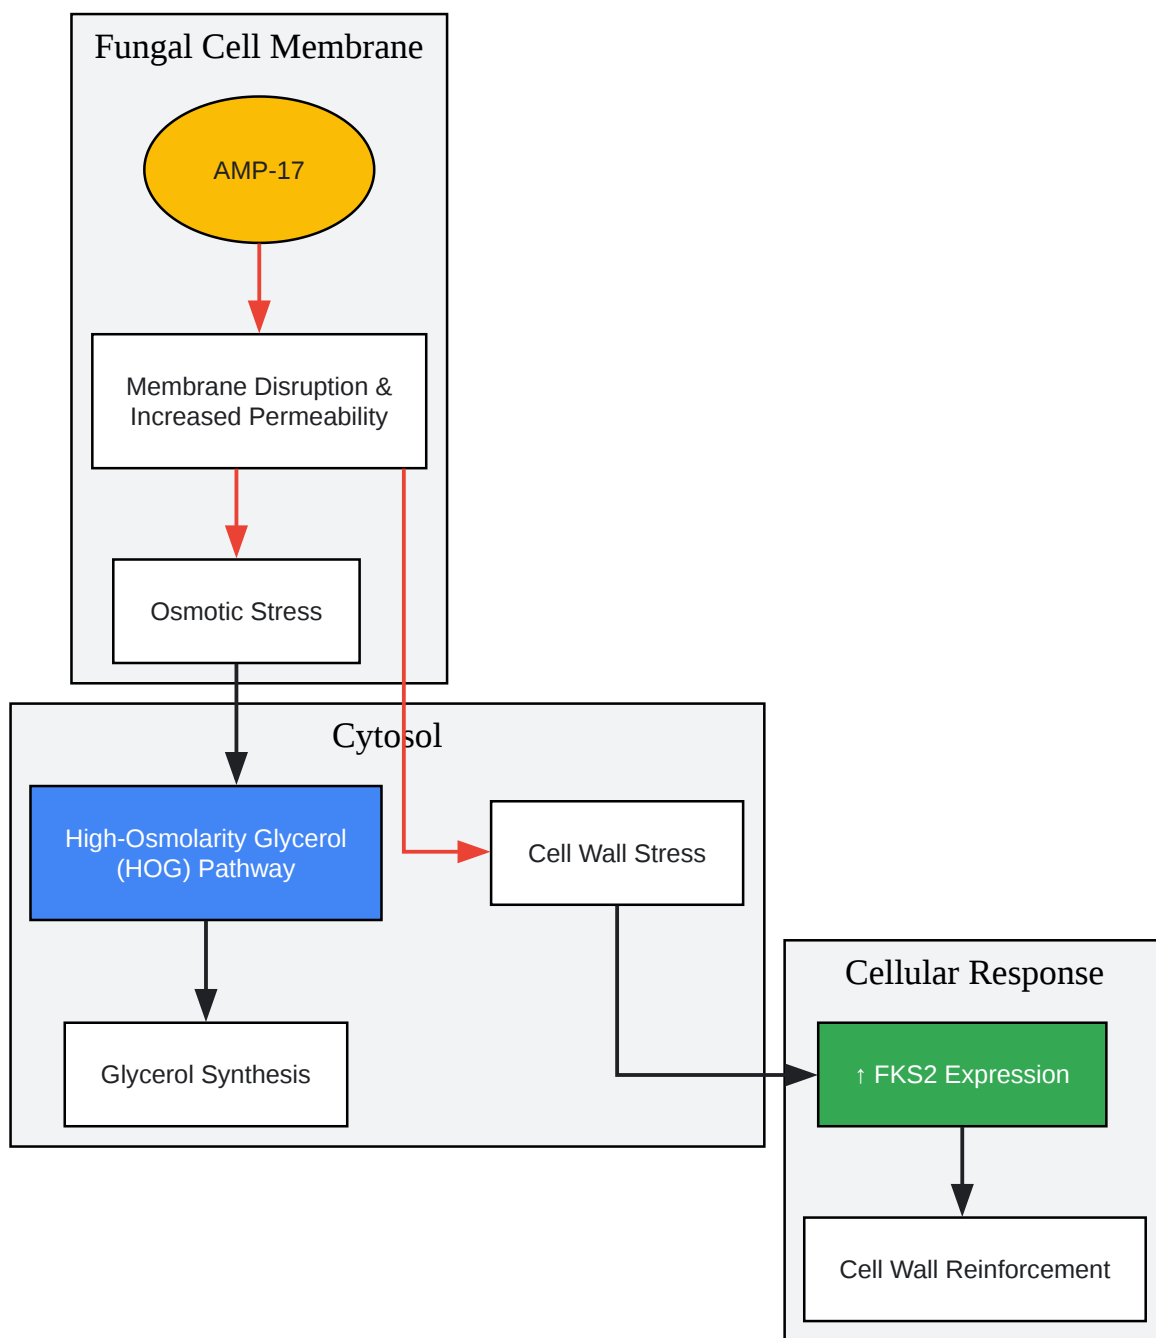 Fungal Cell Membrane
AMP-17
Membrane Disruption &
Increased Permeability
Osmotic Stress
Cytosol
High-Osmolarity Glycerol
(HOG) Pathway
Cell Wall Stress
Glycerol Synthesis
Cellular Response
↑ FKS2 Expression
Cell Wall Reinforcement